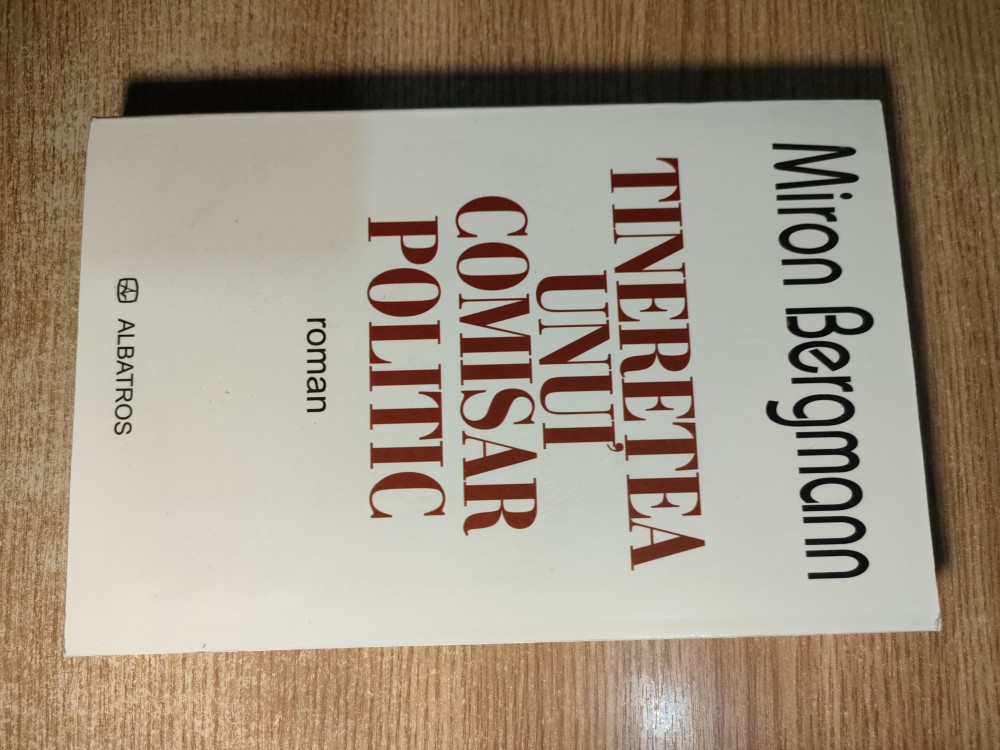 Miron Bergmann
TINEREȚEA
UNUI
COMISAR
POLITIC
roman
ALBATROS